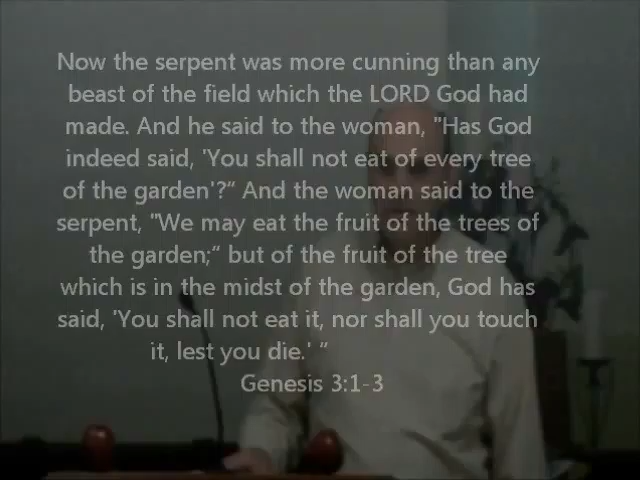 Now the serpent was more cunning than any
beast of the field which the LORD God had
made. And he said to the woman, "Has God
indeed said, 'You shall not eat of every tree
of the garden'?“ And the woman said to the
serpent, "We may eat the fruit of the trees of
the garden;“ but of the fruit of the tree
which is in the midst of the garden, God has
said, 'You shall not eat it, nor shall you touch
it, lest you die.' “
Genesis 3:1-3